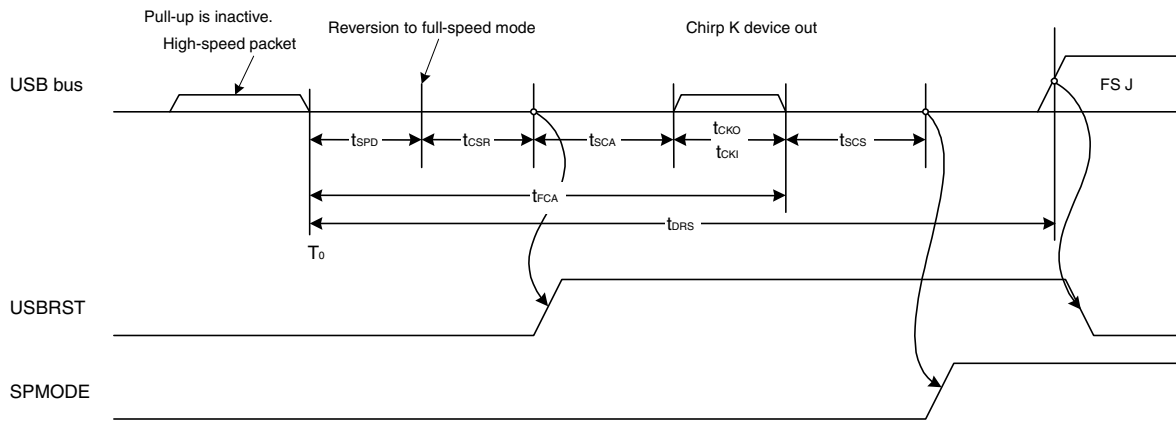 Pull-up is inactive.
High-speed packet
Reversion to full-speed mode
Chirp K device out
USB bus
FS J
tSPD
tCSR
tSCA
tCKO
tCKI
tSCS
tFCA
tDRS
T0
USBRST
SPMODE